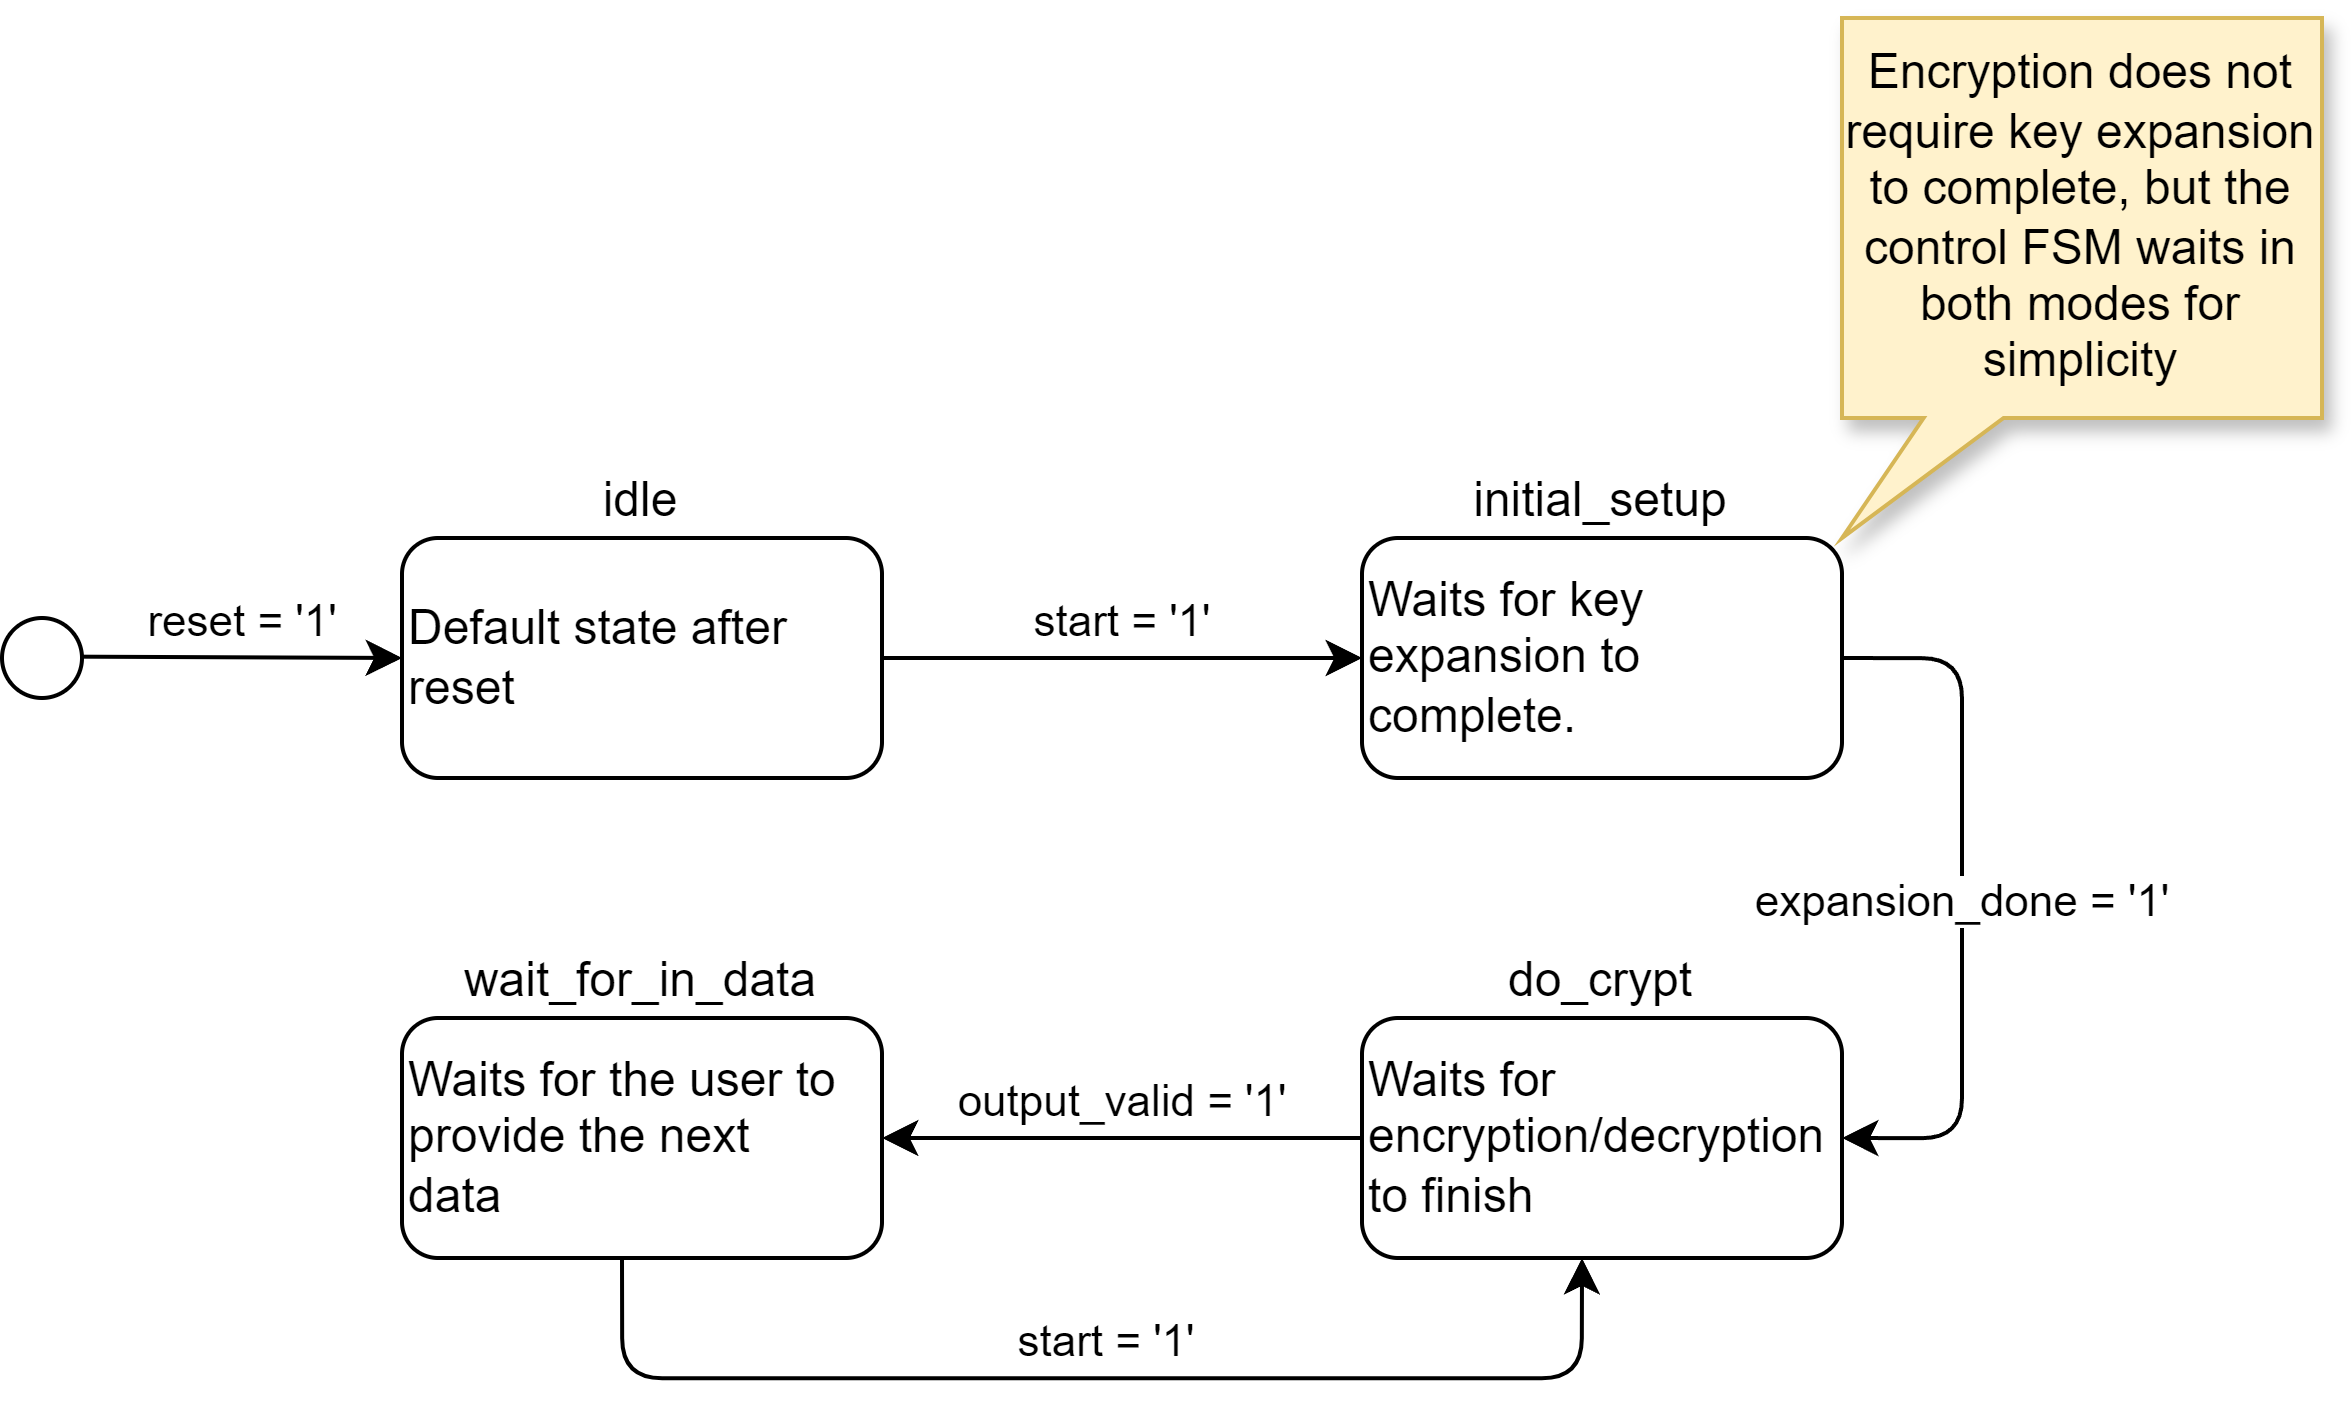 Encryption does not
require key expansion
to complete, but the
control FSM waits in
both modes for
simplicity
idle
initial_setup
reset = '1'
Default state after
reset
start = '1'
Waits for key
expansion to
complete.
expansion_done = '1'
wait_for_in_data
do_crypt
Waits for the user to
provide the next
data
output_valid = '1'
Waits for
encryption/decryption
to finish
start = '1'